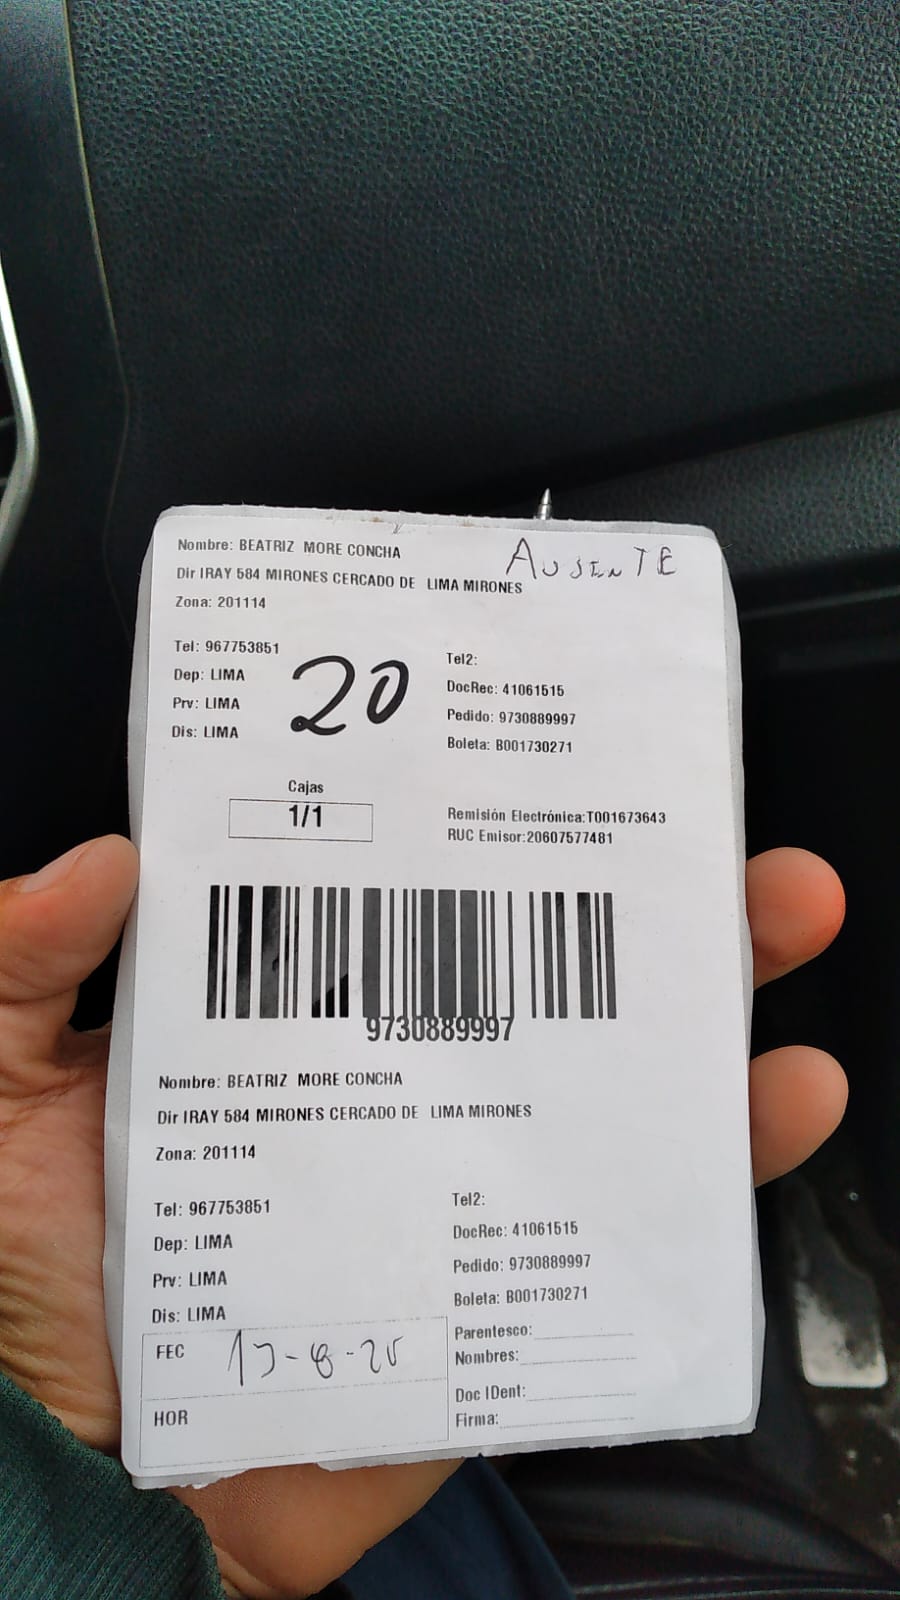 Nombre: BEATRIZ MORE CONCHA
AUSENTE
Dir IRAY 584 MIRONES CERCADO DE LIMA MIRONES
Zona: 201114
Tel: 967753851
Dep: LIMA
Prv: LIMA
Dis: LIMA
20
Tel2:
DocRec: 41061515
Pedido: 9730889997
Boleta: B001730271
Cajas
1/1
Remisión Electrónica:T001673643
RUC Emisor:20607577481
9730889997
Nombre: BEATRIZ MORE CONCHA
Dir IRAY 584 MIRONES CERCADO DE LIMA MIRONES
Zona: 201114
Tel: 967753851
Dep: LIMA
Prv: LIMA
Dis: LIMA
Tel2:
DocRec: 41061515
Pedido: 9730889997
Boleta: B001730271
FEC
HOR
Parentesco:
Nombres:
Doc IDent:
Firma: